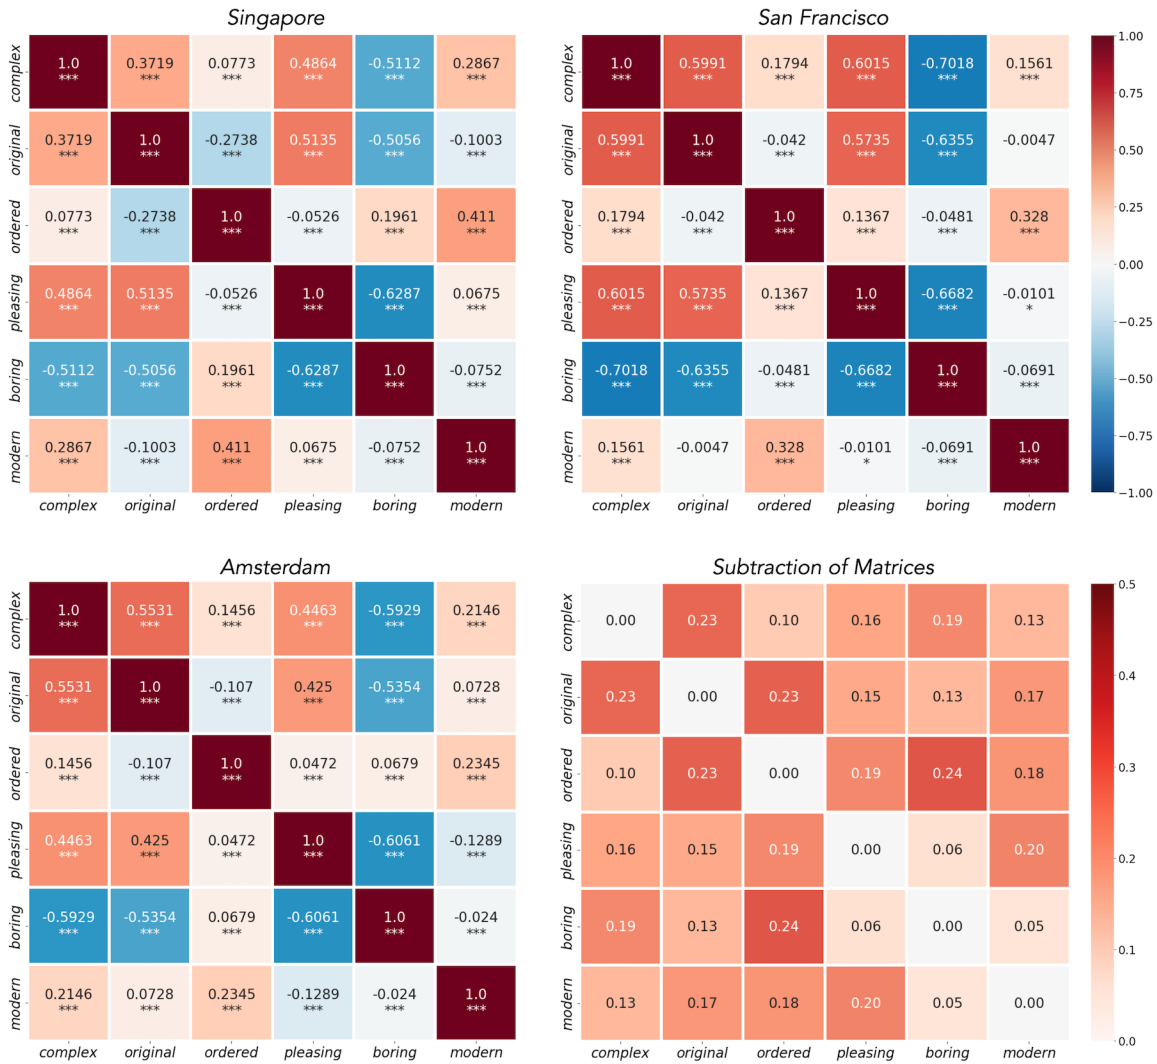 Singapore
complex
1.0 0.3719 0.0773 0.4864 -0.5112 0.2867
*** *** *** *** *** ***
original
0.3719 1.0 -0.2738 0.5135 -0.5056 -0.1003
*** *** *** *** *** ***
ordered
0.0773 -0.2738 1.0 -0.0526 0.1961 0.411
*** *** *** *** *** ***
pleasing
0.4864 0.5135 -0.0526 1.0 -0.6287 0.0675
*** *** *** *** *** ***
boring
-0.5112 -0.5056 0.1961 -0.6287 1.0 -0.0752
*** *** *** *** *** ***
modern
0.2867 -0.1003 0.411 0.0675 -0.0752 1.0
*** *** *** *** *** ***
complex original ordered pleasing boring modern
San Francisco
complex
1.0 0.5991 0.1794 0.6015 -0.7018 0.1561
*** *** *** *** *** ***
original
0.5991 1.0 -0.042 0.5735 -0.6355 -0.0047
*** *** *** *** ***
ordered
0.1794 -0.042 1.0 0.1367 -0.0481 0.328
*** *** *** *** *** ***
pleasing
0.6015 0.5735 0.1367 1.0 -0.6682 -0.0101
*** *** *** *** *** *
boring
-0.7018 -0.6355 -0.0481 -0.6682 1.0 -0.0691
*** *** *** *** *** ***
modern
0.1561 -0.0047 0.328 -0.0101 -0.0691 1.0
*** *** * *** ***
complex original ordered pleasing boring modern
1.00
0.75
0.50
0.25
0.00
−0.25
−0.50
−0.75
−1.00
Amsterdam
complex
1.0 0.5531 0.1456 0.4463 -0.5929 0.2146
*** *** *** *** *** ***
original
0.5531 1.0 -0.107 0.425 -0.5354 0.0728
*** *** *** *** *** ***
ordered
0.1456 -0.107 1.0 0.0472 0.0679 0.2345
*** *** *** *** *** ***
pleasing
0.4463 0.425 0.0472 1.0 -0.6061 -0.1289
*** *** *** *** *** ***
boring
-0.5929 -0.5354 0.0679 -0.6061 1.0 -0.024
*** *** *** *** *** ***
modern
0.2146 0.0728 0.2345 -0.1289 -0.024 1.0
*** *** *** *** *** ***
complex original ordered pleasing boring modern
Subtraction of Matrices
complex
0.00 0.23 0.10 0.16 0.19 0.13
original
0.23 0.00 0.23 0.15 0.13 0.17
ordered
0.10 0.23 0.00 0.19 0.24 0.18
pleasing
0.16 0.15 0.19 0.00 0.06 0.20
boring
0.19 0.13 0.24 0.06 0.00 0.05
modern
0.13 0.17 0.18 0.20 0.05 0.00
complex original ordered pleasing boring modern
0.5
0.4
0.3
0.2
0.1
0.0